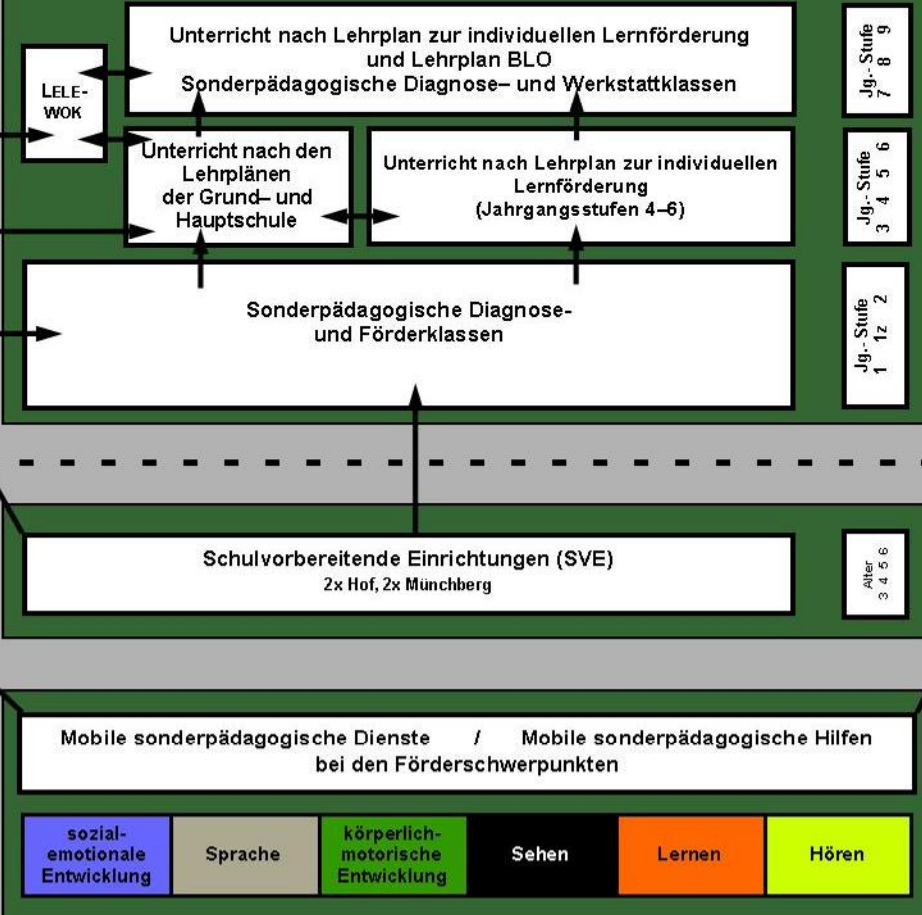 Unterricht nach Lehrplan zur individuellen Lernförderung
und Lehrplan BLO
Sonderpädagogische Diagnose– und Werkstattklassen
Jg.- Stufe
7 8 9
LELE-
WOK
Unterricht nach den
Lehrplänen
der Grund– und
Hauptschule
Unterricht nach Lehrplan zur individuellen
Lernförderung
(Jahrgangsstufen 4–6)
Jg.- Stufe
3 4 5 6
Sonderpädagogische Diagnose-
und Förderklassen
Jg.- Stufe
1 1z 2
Schulvorbereitende Einrichtungen (SVE)
2x Hof, 2x Münchberg
Alter
3 4 5 6
Mobile sonderpädagogische Dienste / Mobile sonderpädagogische Hilfen
bei den Förderschwerpunkten
sozial-
emotionale
Entwicklung
Sprache
körperlich-
motorische
Entwicklung
Sehen
Lernen
Hören